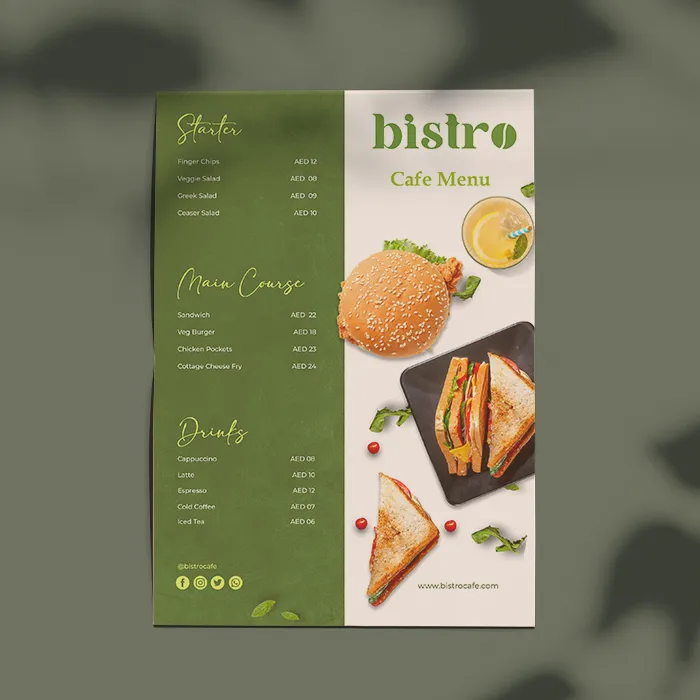 Starter
Finger Chips AED 12
Veggie Salad AED 08
Greek Salad AED 09
Ceaser Salad AED 10
Main Course
Sandwich AED 22
Veg Burger AED 18
Chicken Pockets AED 23
Cottage Cheese Fry AED 24
Drinks
Cappuccino AED 08
Latte AED 10
Espresso AED 12
Cold Coffee AED 07
Iced Tea AED 06
@bistrocafe
bistro
Cafe Menu
www.bistrocafe.com